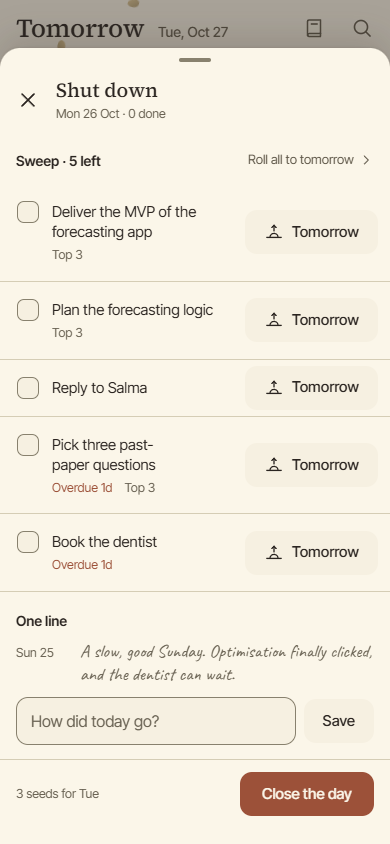 Tomorrow Tue, Oct 27
Shut down
Mon 26 Oct · 0 done
Sweep · 5 left Roll all to tomorrow
Deliver the MVP of the
forecasting app
Top 3
Tomorrow
Plan the forecasting logic
Top 3
Tomorrow
Reply to Salma
Tomorrow
Pick three past-
paper questions
Overdue 1d Top 3
Tomorrow
Book the dentist
Overdue 1d
Tomorrow
One line
Sun 25 A slow, good Sunday. Optimisation finally clicked,
and the dentist can wait.
How did today go? Save
3 seeds for Tue Close the day